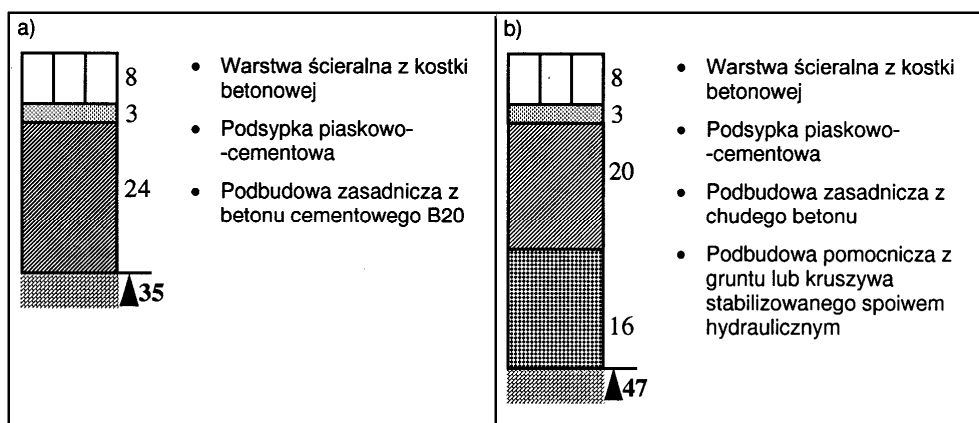 a)
8
3
24
35
• Warstwa ścieralna z kostki
betonowej
• Podsypka piaskowo-
-cementowa
• Podbudowa zasadnicza z
betonu cementowego B20
b)
8
3
20
16
47
• Warstwa ścieralna z kostki
betonowej
• Podsypka piaskowo-
-cementowa
• Podbudowa zasadnicza z
chudego betonu
• Podbudowa pomocnicza z
gruntu lub kruszywa
stabilizowanego spoiwem
hydraulicznym